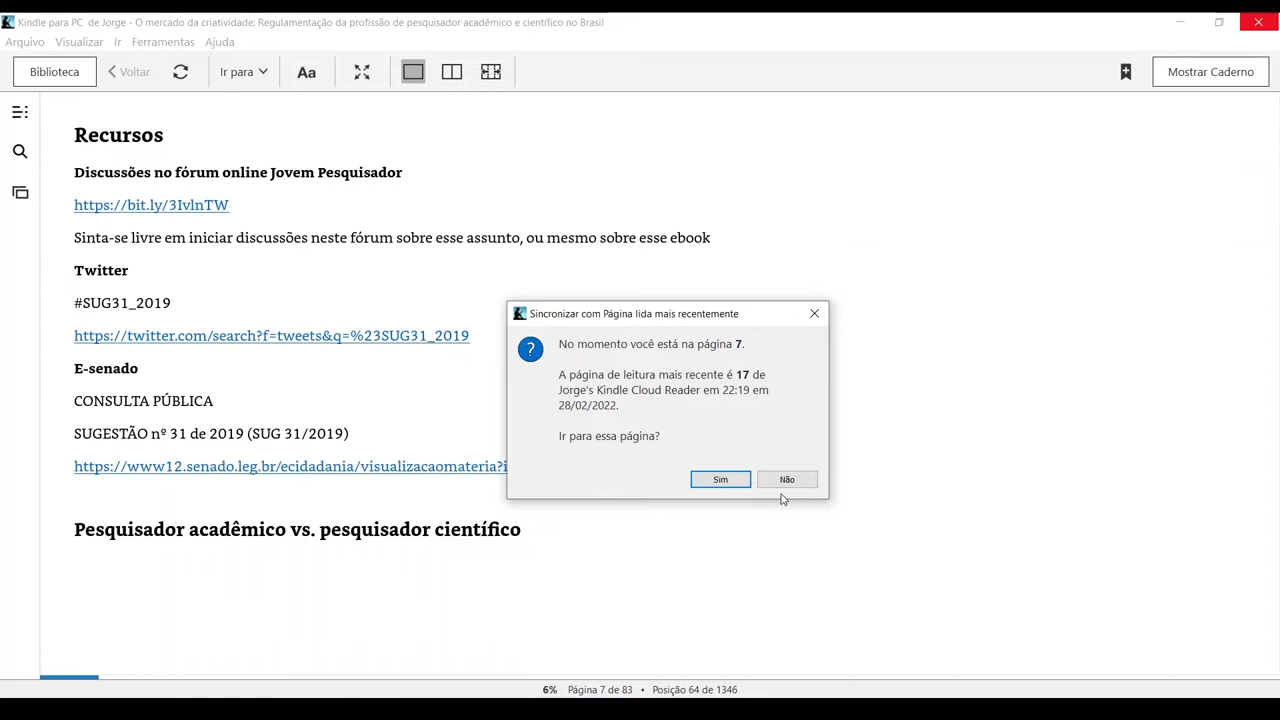 Kindle para PC de Jorge - O mercado da criatividade: Regulamentação da profissão de pesquisador acadêmico e científico no Brasil
Arquivo Visualizar Ir Ferramentas Ajuda
Biblioteca Voltar Ir para Aa Mostrar Caderno
Recursos
Discussões no fórum online Jovem Pesquisador
https://bit.ly/3IvlnTW
Sinta-se livre em iniciar discussões neste fórum sobre esse assunto, ou mesmo sobre esse ebook
Twitter
#SUG31_2019
https://twitter.com/search?f=tweets&q=%23SUG31_2019
E-senado
CONSULTA PÚBLICA
SUGESTÃO nº 31 de 2019 (SUG 31/2019)
https://www12.senado.leg.br/ecidadania/visualizacaomateria?i
Pesquisador acadêmico vs. pesquisador científico
Sincronizar com Página lida mais recentemente
No momento você está na página 7.
A página de leitura mais recente é 17 de
Jorge's Kindle Cloud Reader em 22:19 em
28/02/2022.
Ir para essa página?
Sim Não
6% Página 7 de 83 • Posição 64 de 1346